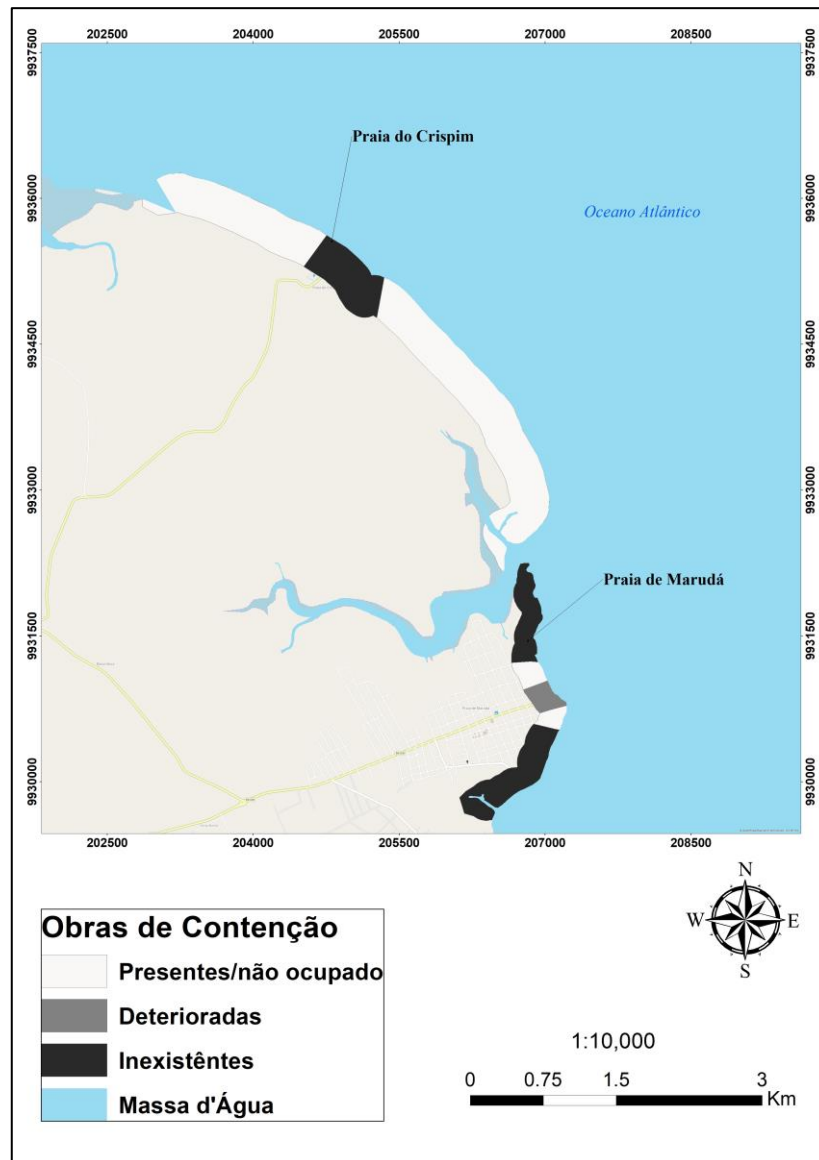 202500 204000 205500 207000 208500
9937500 9937500
Praia do Crispim
9936000 9936000
Oceano Atlântico
9934500 9934500
9933000 9933000
Praia de Marudá
9931500 9931500
9930000 9930000
202500 204000 205500 207000 208500
Obras de Contenção
Presentes/não ocupado
Deterioradas
Inexistêntes
Massa d'Água
N
W E
S
1:10,000
0 0.75 1.5 3
Km